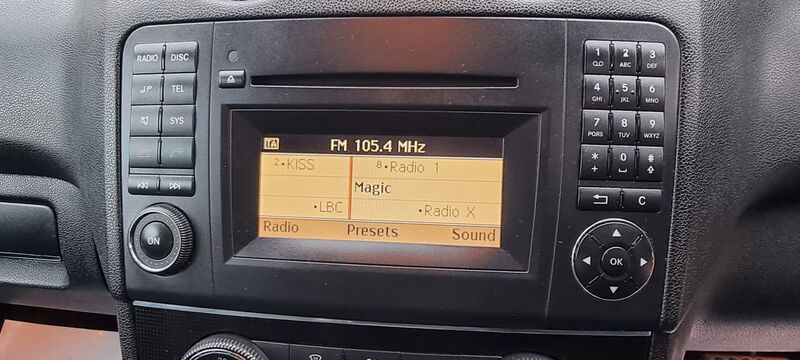 RADIO DISC
TEL
SYS
ON
TA FM 105.4 MHz
2•KISS 8•Radio 1
Magic
•LBC •Radio X
Radio Presets Sound
1 2 ABC 3 DEF
4 GHI 5 JKL 6 MNO
7 PQRS 8 TUV 9 WXYZ
* 0 #
+
C
OK